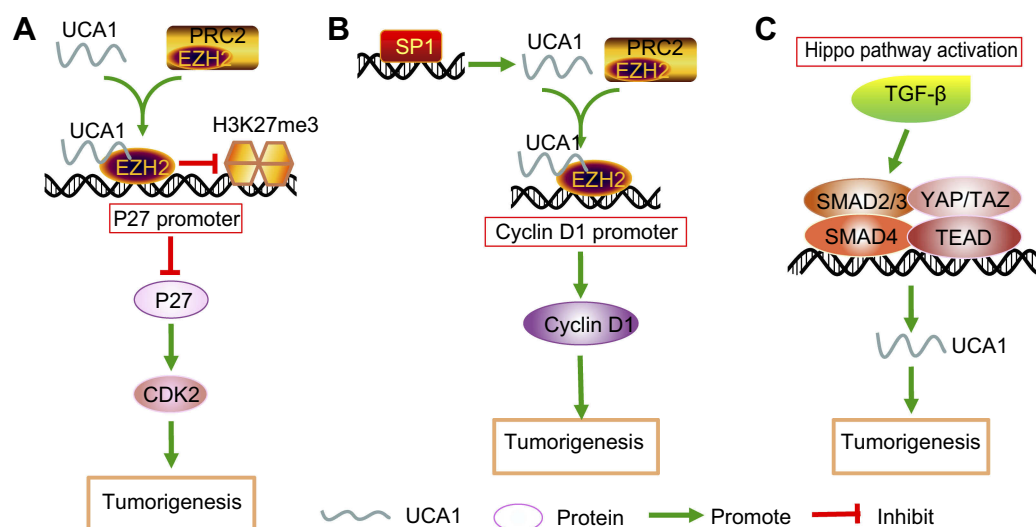 A
UCA1
PRC2
EZH2
UCA1
H3K27me3
EZH2
P27 promoter
P27
CDK2
Tumorigenesis
B
SP1
UCA1
PRC2
EZH2
UCA1
EZH2
Cyclin D1 promoter
Cyclin D1
Tumorigenesis
C
Hippo pathway activation
TGF-β
SMAD2/3
YAP/TAZ
SMAD4
TEAD
UCA1
Tumorigenesis
UCA1
Protein
Promote
Inhibit